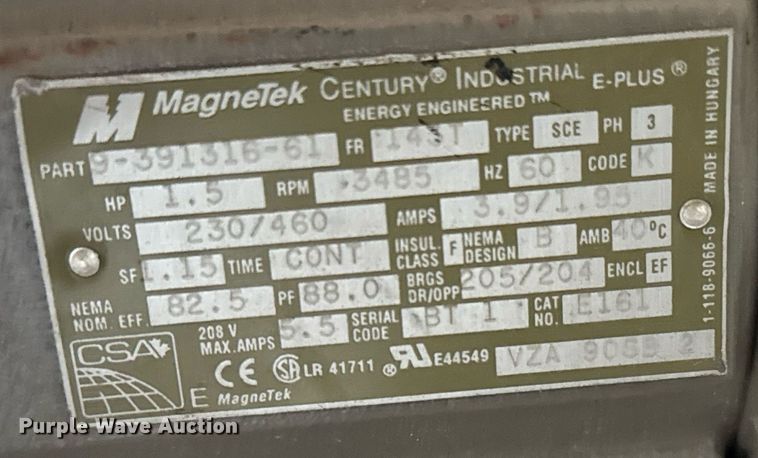 M MagneTek CENTURY® INDUSTRIAL E-PLUS®
ENERGY ENGINEERED™
PART 9-391316-61 FR 143T TYPE SCE PH 3
HP 1.5 RPM 3485 HZ 60 CODE K
VOLTS 230/460 AMPS 3.9/1.95
SF 1.15 TIME CONT INSUL. CLASS F NEMA DESIGN B AMB 40°C
NEMA NOM. EFF. 82.5 PF 88.0 BRGS DR/OPP 205/204 ENCL EF
208 V MAX. AMPS 5.5 SERIAL CODE BT 1 CAT NO. E161
CSA CE SA LR 41711 ® RU E44549 VZA 905B 2
E MagneTek
1-118-9066-6 MADE IN HUNGARY
Purple Wave Auction